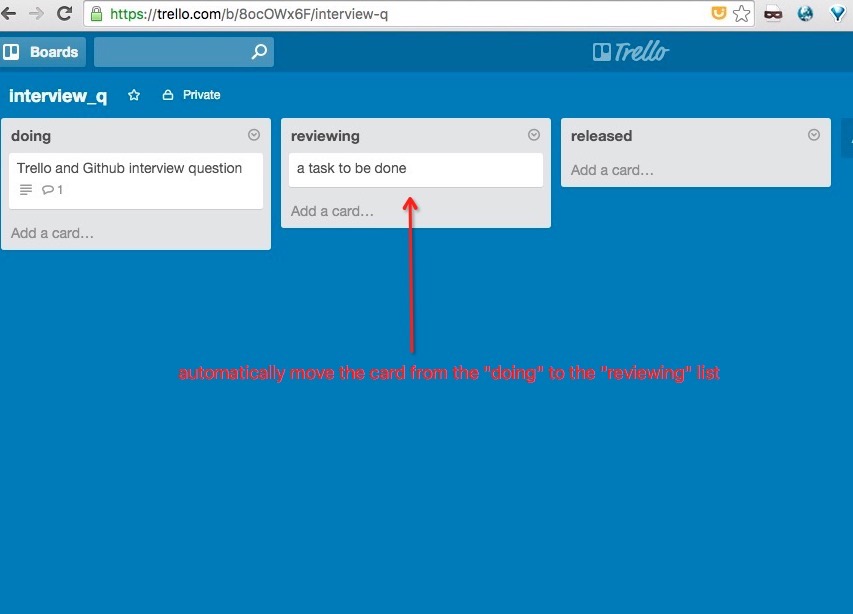 https://trello.com/b/8ocOWx6F/interview-q
Boards
Trello
interview_q
Private
doing
Trello and Github interview question
1
Add a card…
reviewing
a task to be done
Add a card…
released
Add a card…
automatically move the card from the "doing" to the "reviewing" list